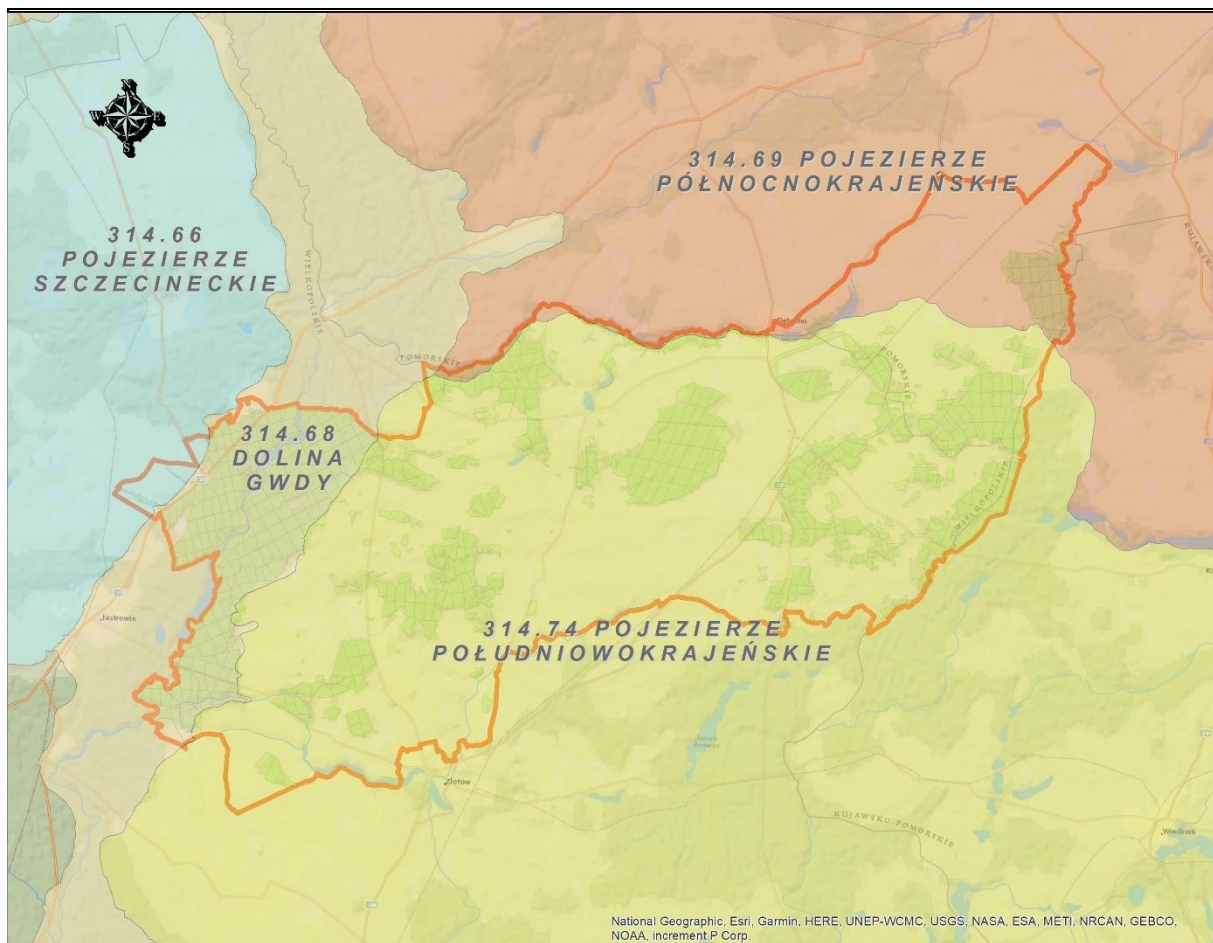 N
W
E
S
314.69 POJEZIERZE
PÓŁNOCNOKRAJEŃSKIE
314.66
POJEZIERZE
SZCZECINECKIE
WIELKOPOLSKIE
KUJAWSKO-
POMORSKIE
POMORSKIE
314.68
DOLINA
GWDY
WIELKOPOLSKIE
Jastrowie
314.74 POJEZIERZE
POŁUDNIOWOKRAJEŃSKIE
Złotów
KUJAWSKO-POMORSKIE
Więcbork
National Geographic, Esri, Garmin, HERE, UNEP-WCMC, USGS, NASA, ESA, METI, NRCAN, GEBCO,
NOAA, increment P Corp.